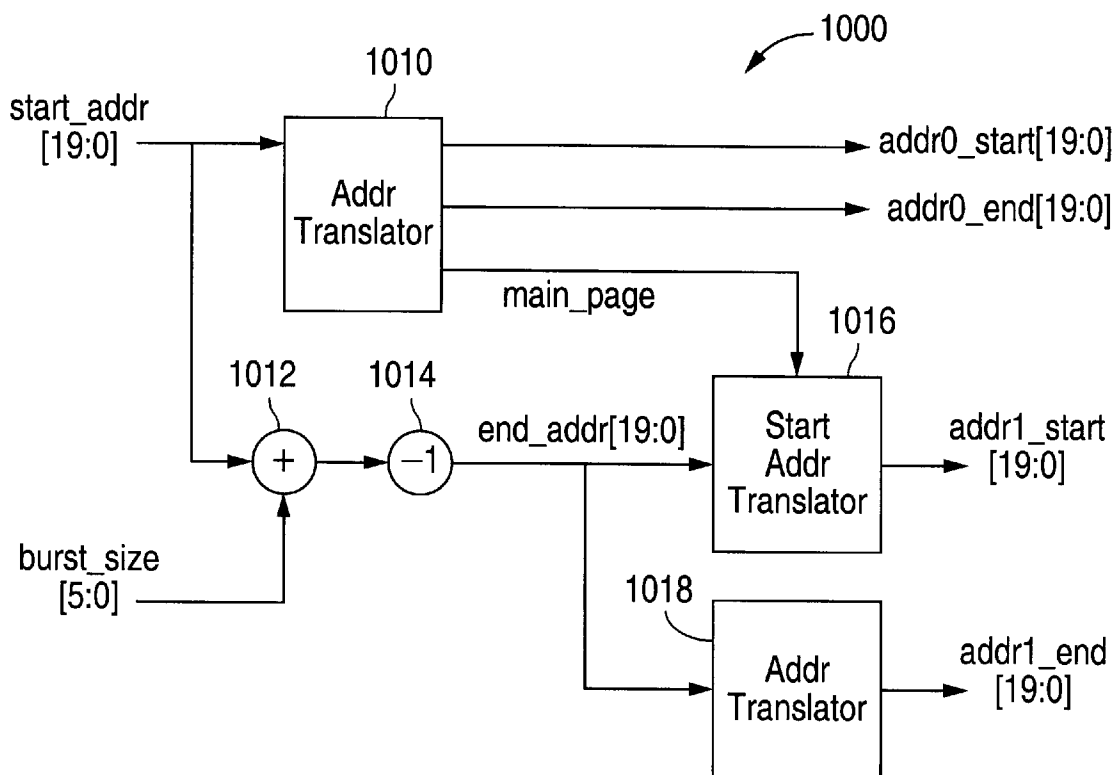 1000
1010
start_addr
[19:0]
addr0_start[19:0]
Addr
Translator
addr0_end[19:0]
main_page
1016
1012
1014
end_addr[19:0]
Start
Addr
Translator
addr1_start
[19:0]
+
−1
burst_size
[5:0]
1018
Addr
Translator
addr1_end
[19:0]